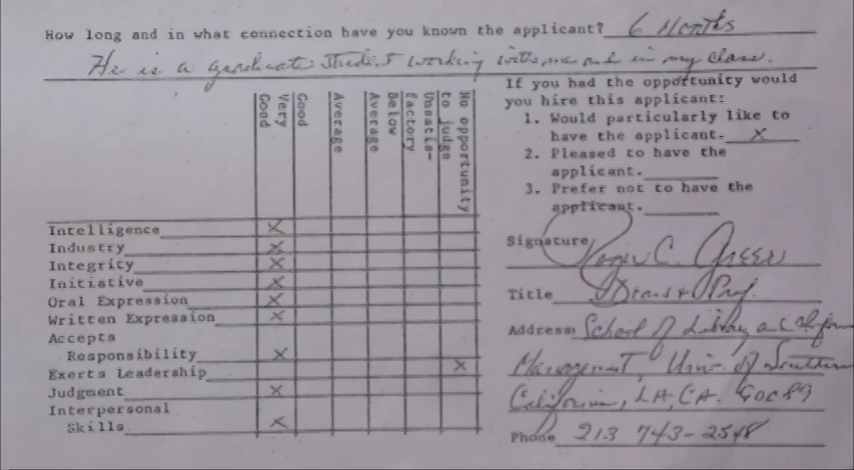 How long and in what connection have you known the applicant? 6 Months
He is a graduate student working with me and in my class.
If you had the opportunity would
you hire this applicant:
1. Would particularly like to
have the applicant. X
2. Pleased to have the
applicant.
3. Prefer not to have the
applicant.
Very Good
Good
Average
Below Average
Unsatis-factory
No opportunity to judge
Intelligence X
Industry X
Integrity X
Initiative X
Oral Expression X
Written Expression X
Accepts
Responsibility X
Exerts Leadership X
Judgment X
Interpersonal
Skills X
Signature C. Greer
Title Dean & Prof.
Address School of Library
Management, Univ. of Southern
California, LA, CA.
Phone 213 743-2548